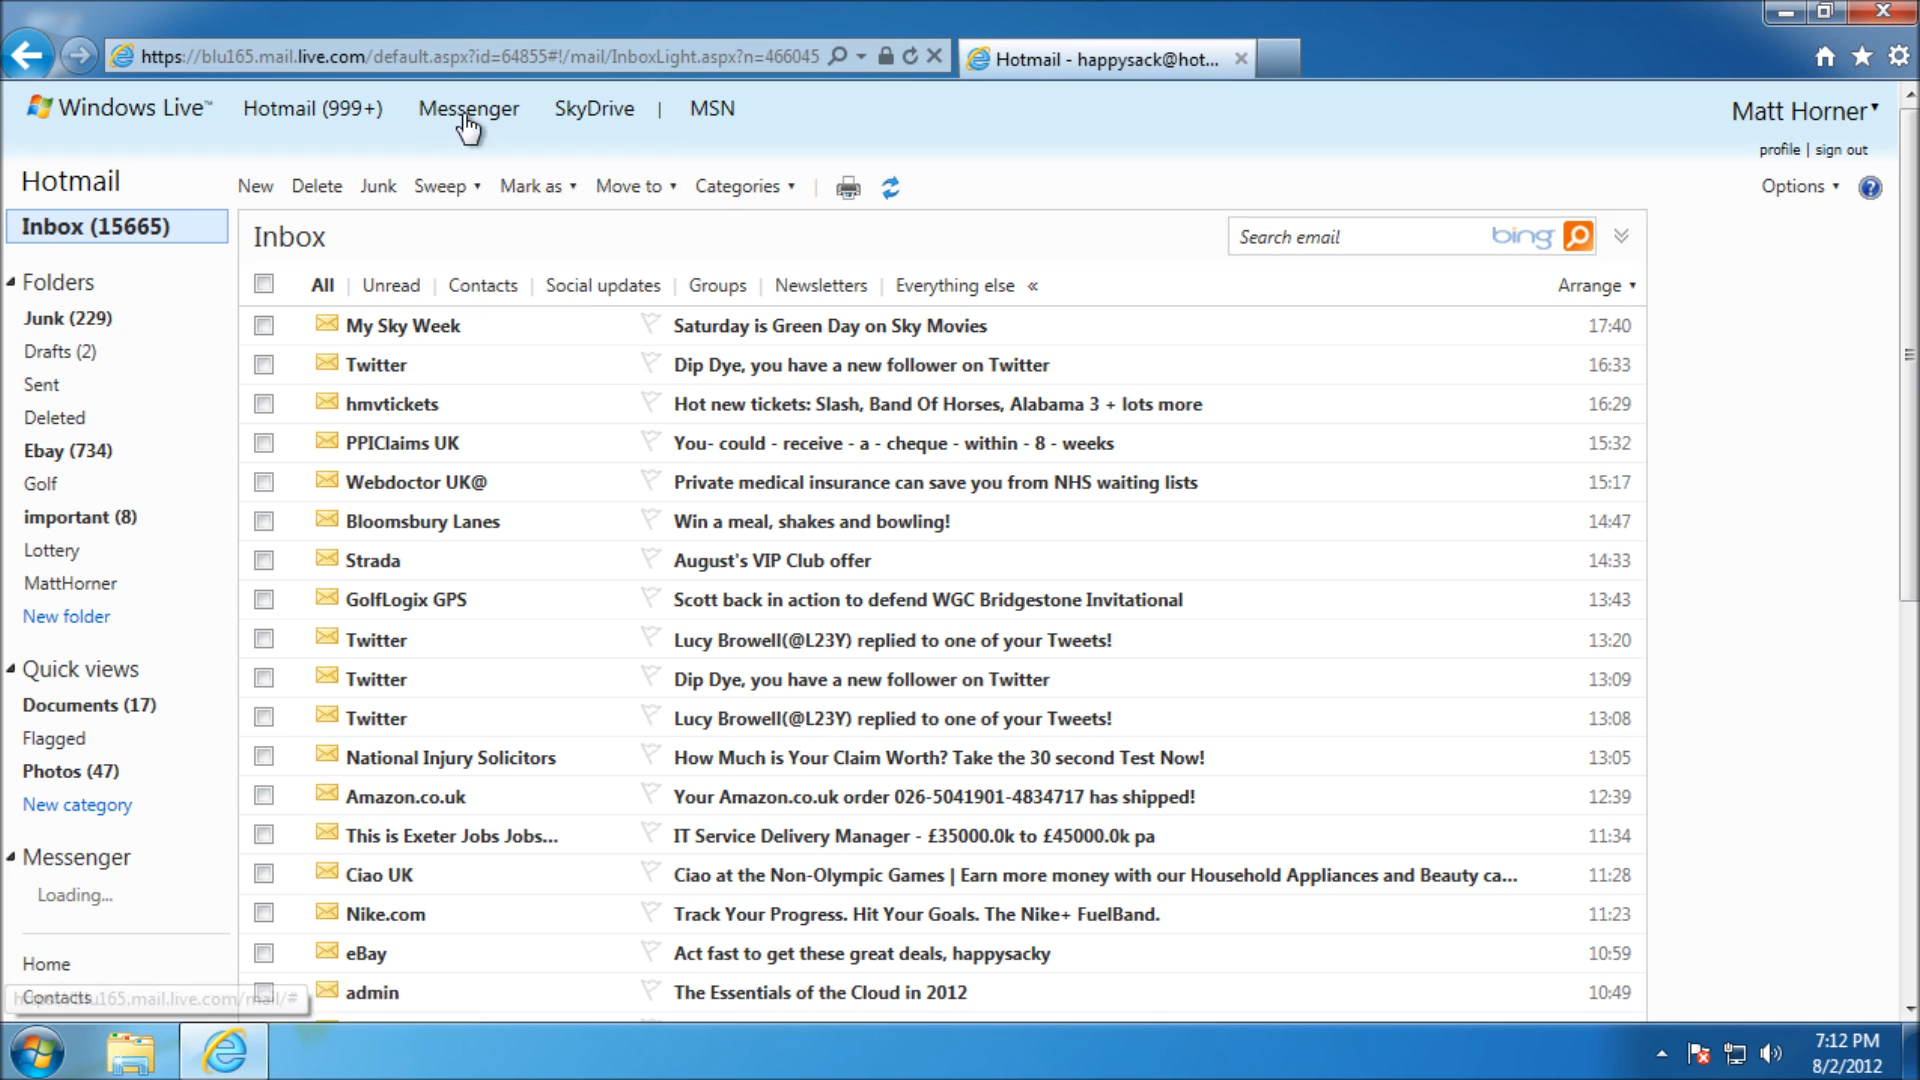 https://blu165.mail.live.com/default.aspx?id=64855#!/mail/InboxLight.aspx?n=466045
Hotmail - happysack@hot...
Windows Live™ Hotmail (999+) Messenger SkyDrive | MSN
Matt Horner
profile | sign out
Hotmail
New Delete Junk Sweep Mark as Move to Categories
Options
Inbox (15665)
Inbox
Search email bing
All | Unread | Contacts | Social updates | Groups | Newsletters | Everything else «
Arrange
Folders
Junk (229)
Drafts (2)
Sent
Deleted
Ebay (734)
Golf
important (8)
Lottery
MattHorner
New folder
Quick views
Documents (17)
Flagged
Photos (47)
New category
Messenger
Loading...
Home
Contacts
https://blu165.mail.live.com/mail/#
My Sky Week Saturday is Green Day on Sky Movies 17:40
Twitter Dip Dye, you have a new follower on Twitter 16:33
hmvtickets Hot new tickets: Slash, Band Of Horses, Alabama 3 + lots more 16:29
PPIClaims UK You- could - receive - a - cheque - within - 8 - weeks 15:32
Webdoctor UK@ Private medical insurance can save you from NHS waiting lists 15:17
Bloomsbury Lanes Win a meal, shakes and bowling! 14:47
Strada August's VIP Club offer 14:33
GolfLogix GPS Scott back in action to defend WGC Bridgestone Invitational 13:43
Twitter Lucy Browell(@L23Y) replied to one of your Tweets! 13:20
Twitter Dip Dye, you have a new follower on Twitter 13:09
Twitter Lucy Browell(@L23Y) replied to one of your Tweets! 13:08
National Injury Solicitors How Much is Your Claim Worth? Take the 30 second Test Now! 13:05
Amazon.co.uk Your Amazon.co.uk order 026-5041901-4834717 has shipped! 12:39
This is Exeter Jobs Jobs... IT Service Delivery Manager - £35000.0k to £45000.0k pa 11:34
Ciao UK Ciao at the Non-Olympic Games | Earn more money with our Household Appliances and Beauty ca... 11:28
Nike.com Track Your Progress. Hit Your Goals. The Nike+ FuelBand. 11:23
eBay Act fast to get these great deals, happysacky 10:59
admin The Essentials of the Cloud in 2012 10:49
7:12 PM
8/2/2012